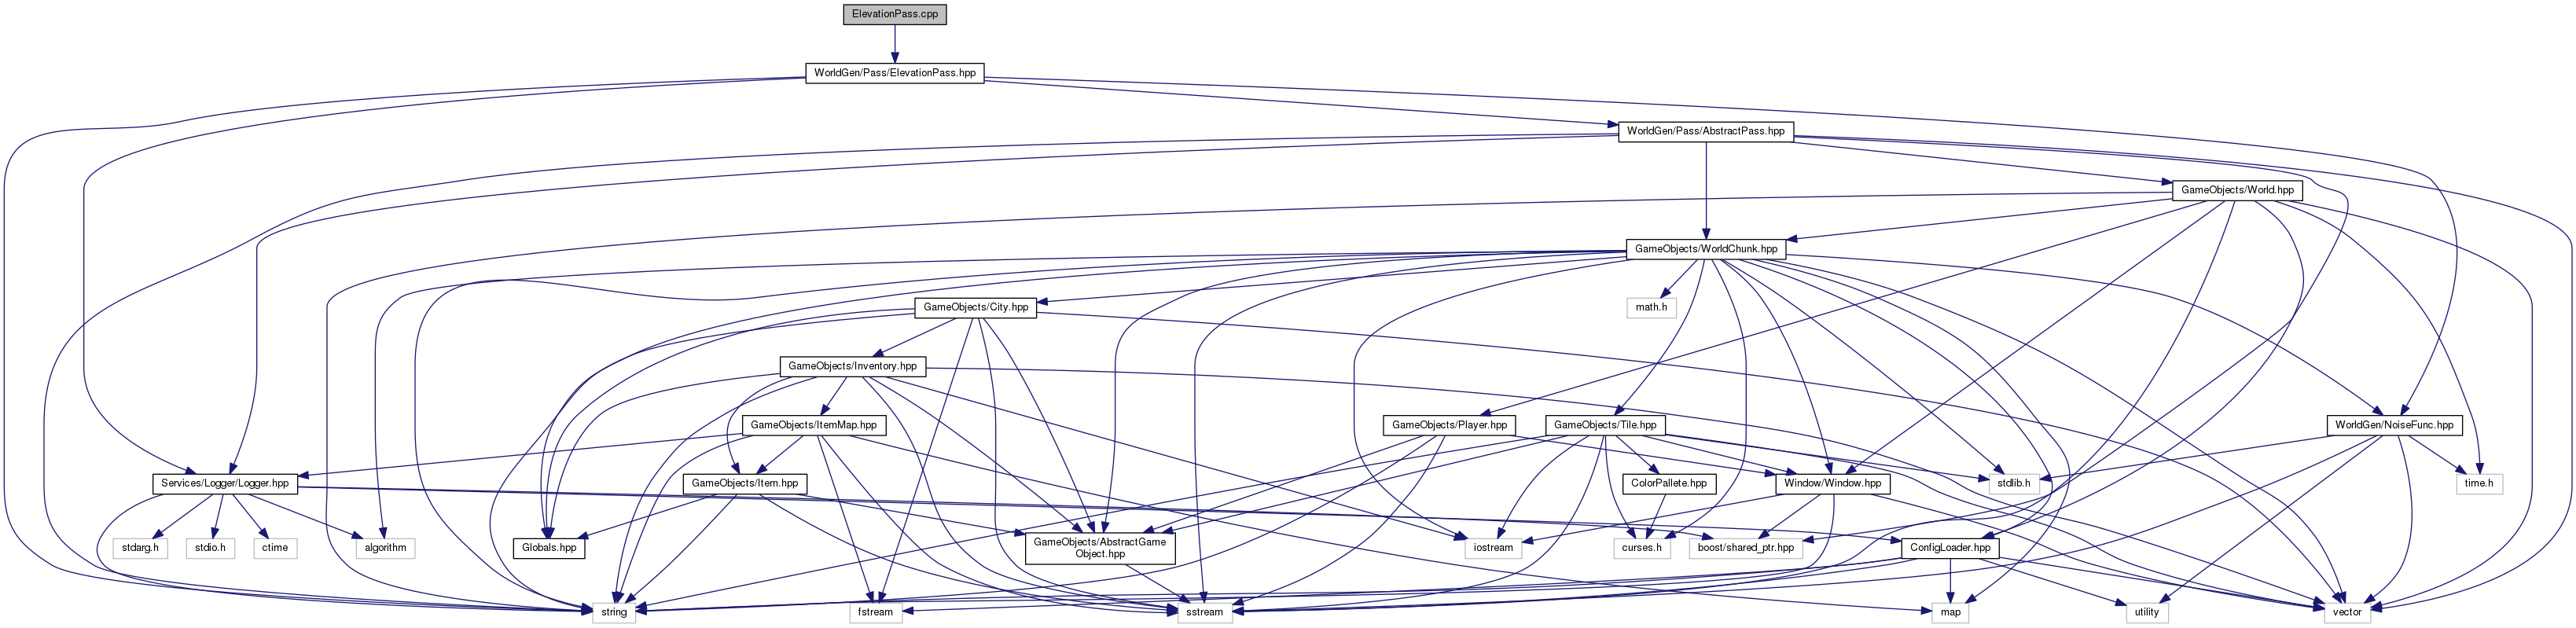 ElevationPass.cpp
WorldGen/Pass/ElevationPass.hpp
WorldGen/Pass/AbstractPass.hpp
GameObjects/World.hpp
GameObjects/WorldChunk.hpp
GameObjects/City.hpp
math.h
GameObjects/Inventory.hpp
GameObjects/ItemMap.hpp
GameObjects/Player.hpp
GameObjects/Tile.hpp
WorldGen/NoiseFunc.hpp
Services/Logger/Logger.hpp
GameObjects/Item.hpp
ColorPallete.hpp
Window/Window.hpp
stdlib.h
time.h
stdarg.h
stdio.h
ctime
algorithm
Globals.hpp
GameObjects/AbstractGame
Object.hpp
iostream
curses.h
boost/shared_ptr.hpp
ConfigLoader.hpp
string
fstream
sstream
map
utility
vector